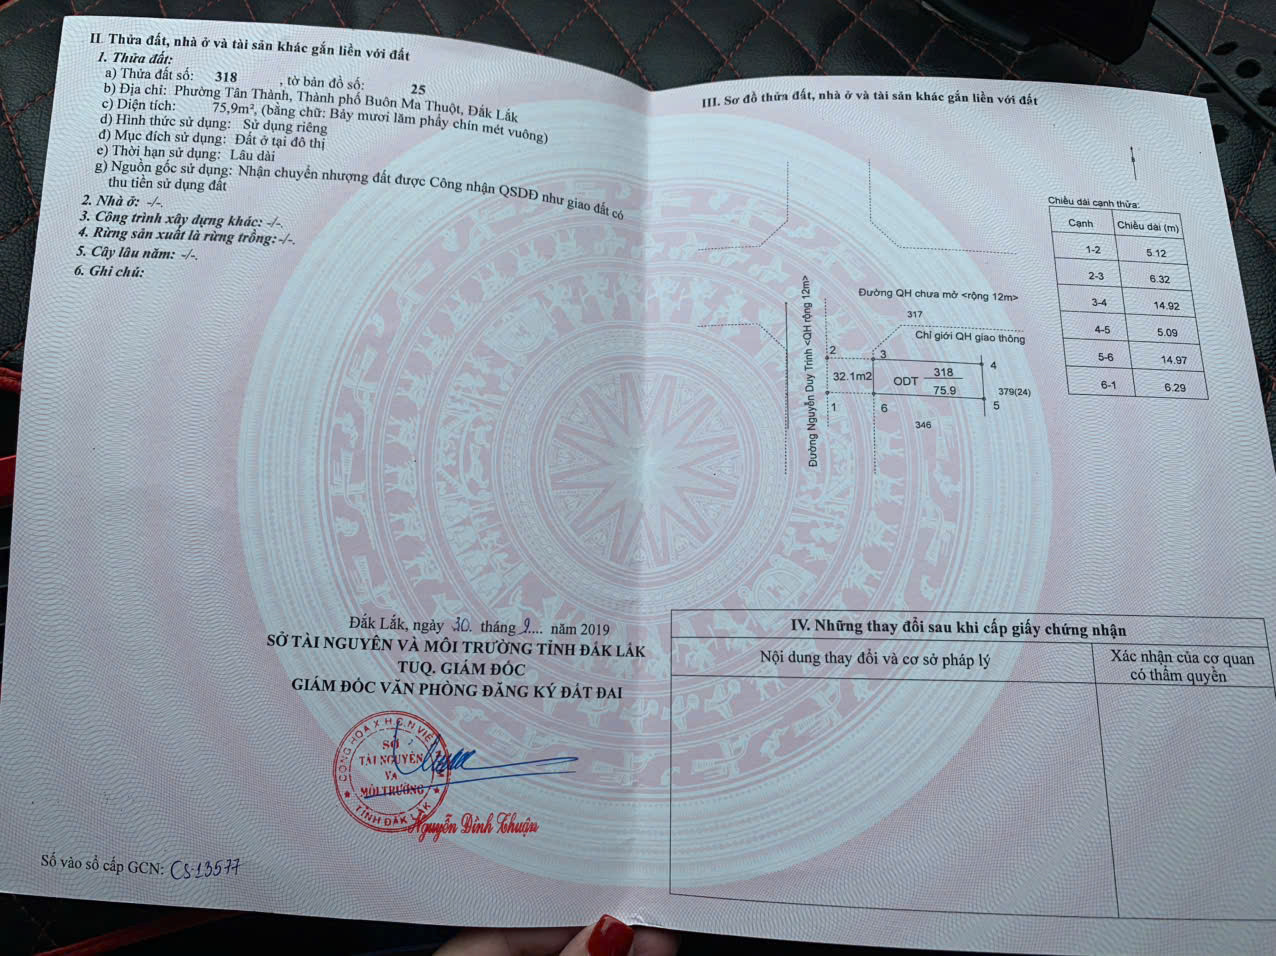 II. Thửa đất, nhà ở và tài sản khác gắn liền với đất
1. Thửa đất:
a) Thửa đất số: 318 , tờ bản đồ số: 25
b) Địa chỉ: Phường Tân Thành, Thành phố Buôn Ma Thuột, Đắk Lắk
c) Diện tích: 75,9m², (bằng chữ: Bảy mươi lăm phẩy chín mét vuông)
d) Hình thức sử dụng: Sử dụng riêng
đ) Mục đích sử dụng: Đất ở tại đô thị
e) Thời hạn sử dụng: Lâu dài
g) Nguồn gốc sử dụng: Nhận chuyển nhượng đất được Công nhận QSDĐ như giao đất có
thu tiền sử dụng đất
2. Nhà ở: -/-.
3. Công trình xây dựng khác: -/-.
4. Rừng sản xuất là rừng trồng: -/-.
5. Cây lâu năm: -/-.
6. Ghi chú:
Đắk Lắk, ngày 30. tháng 9.... năm 2019
SỞ TÀI NGUYÊN VÀ MÔI TRƯỜNG TỈNH ĐẮK LẮK
TUQ. GIÁM ĐỐC
GIÁM ĐỐC VĂN PHÒNG ĐĂNG KÝ ĐẤT ĐAI
CỘNG HÒA X.H.C.N VIỆ
SỞ
TÀI NGUYÊN
VÀ
MÔI TRƯỜNG
TỈNH ĐẮK LẮK
Nguyễn Đình Thuận
Số vào sổ cấp GCN: CS 13577
III. Sơ đồ thửa đất, nhà ở và tài sản khác gắn liền với đất
Chiều dài cạnh thửa:
Cạnh Chiều dài (m)
1-2 5.12
2-3 6.32
3-4 14.92
4-5 5.09
5-6 14.97
6-1 6.29
Đường QH chưa mở <rộng 12m>
317
Chỉ giới QH giao thông
Đường Nguyễn Duy Trinh <QH rộng 12m>
2 3 4
32.1m2 ODT 318
75.9 379(24)
1 6 5
346
IV. Những thay đổi sau khi cấp giấy chứng nhận
Nội dung thay đổi và cơ sở pháp lý
Xác nhận của cơ quan
có thẩm quyền